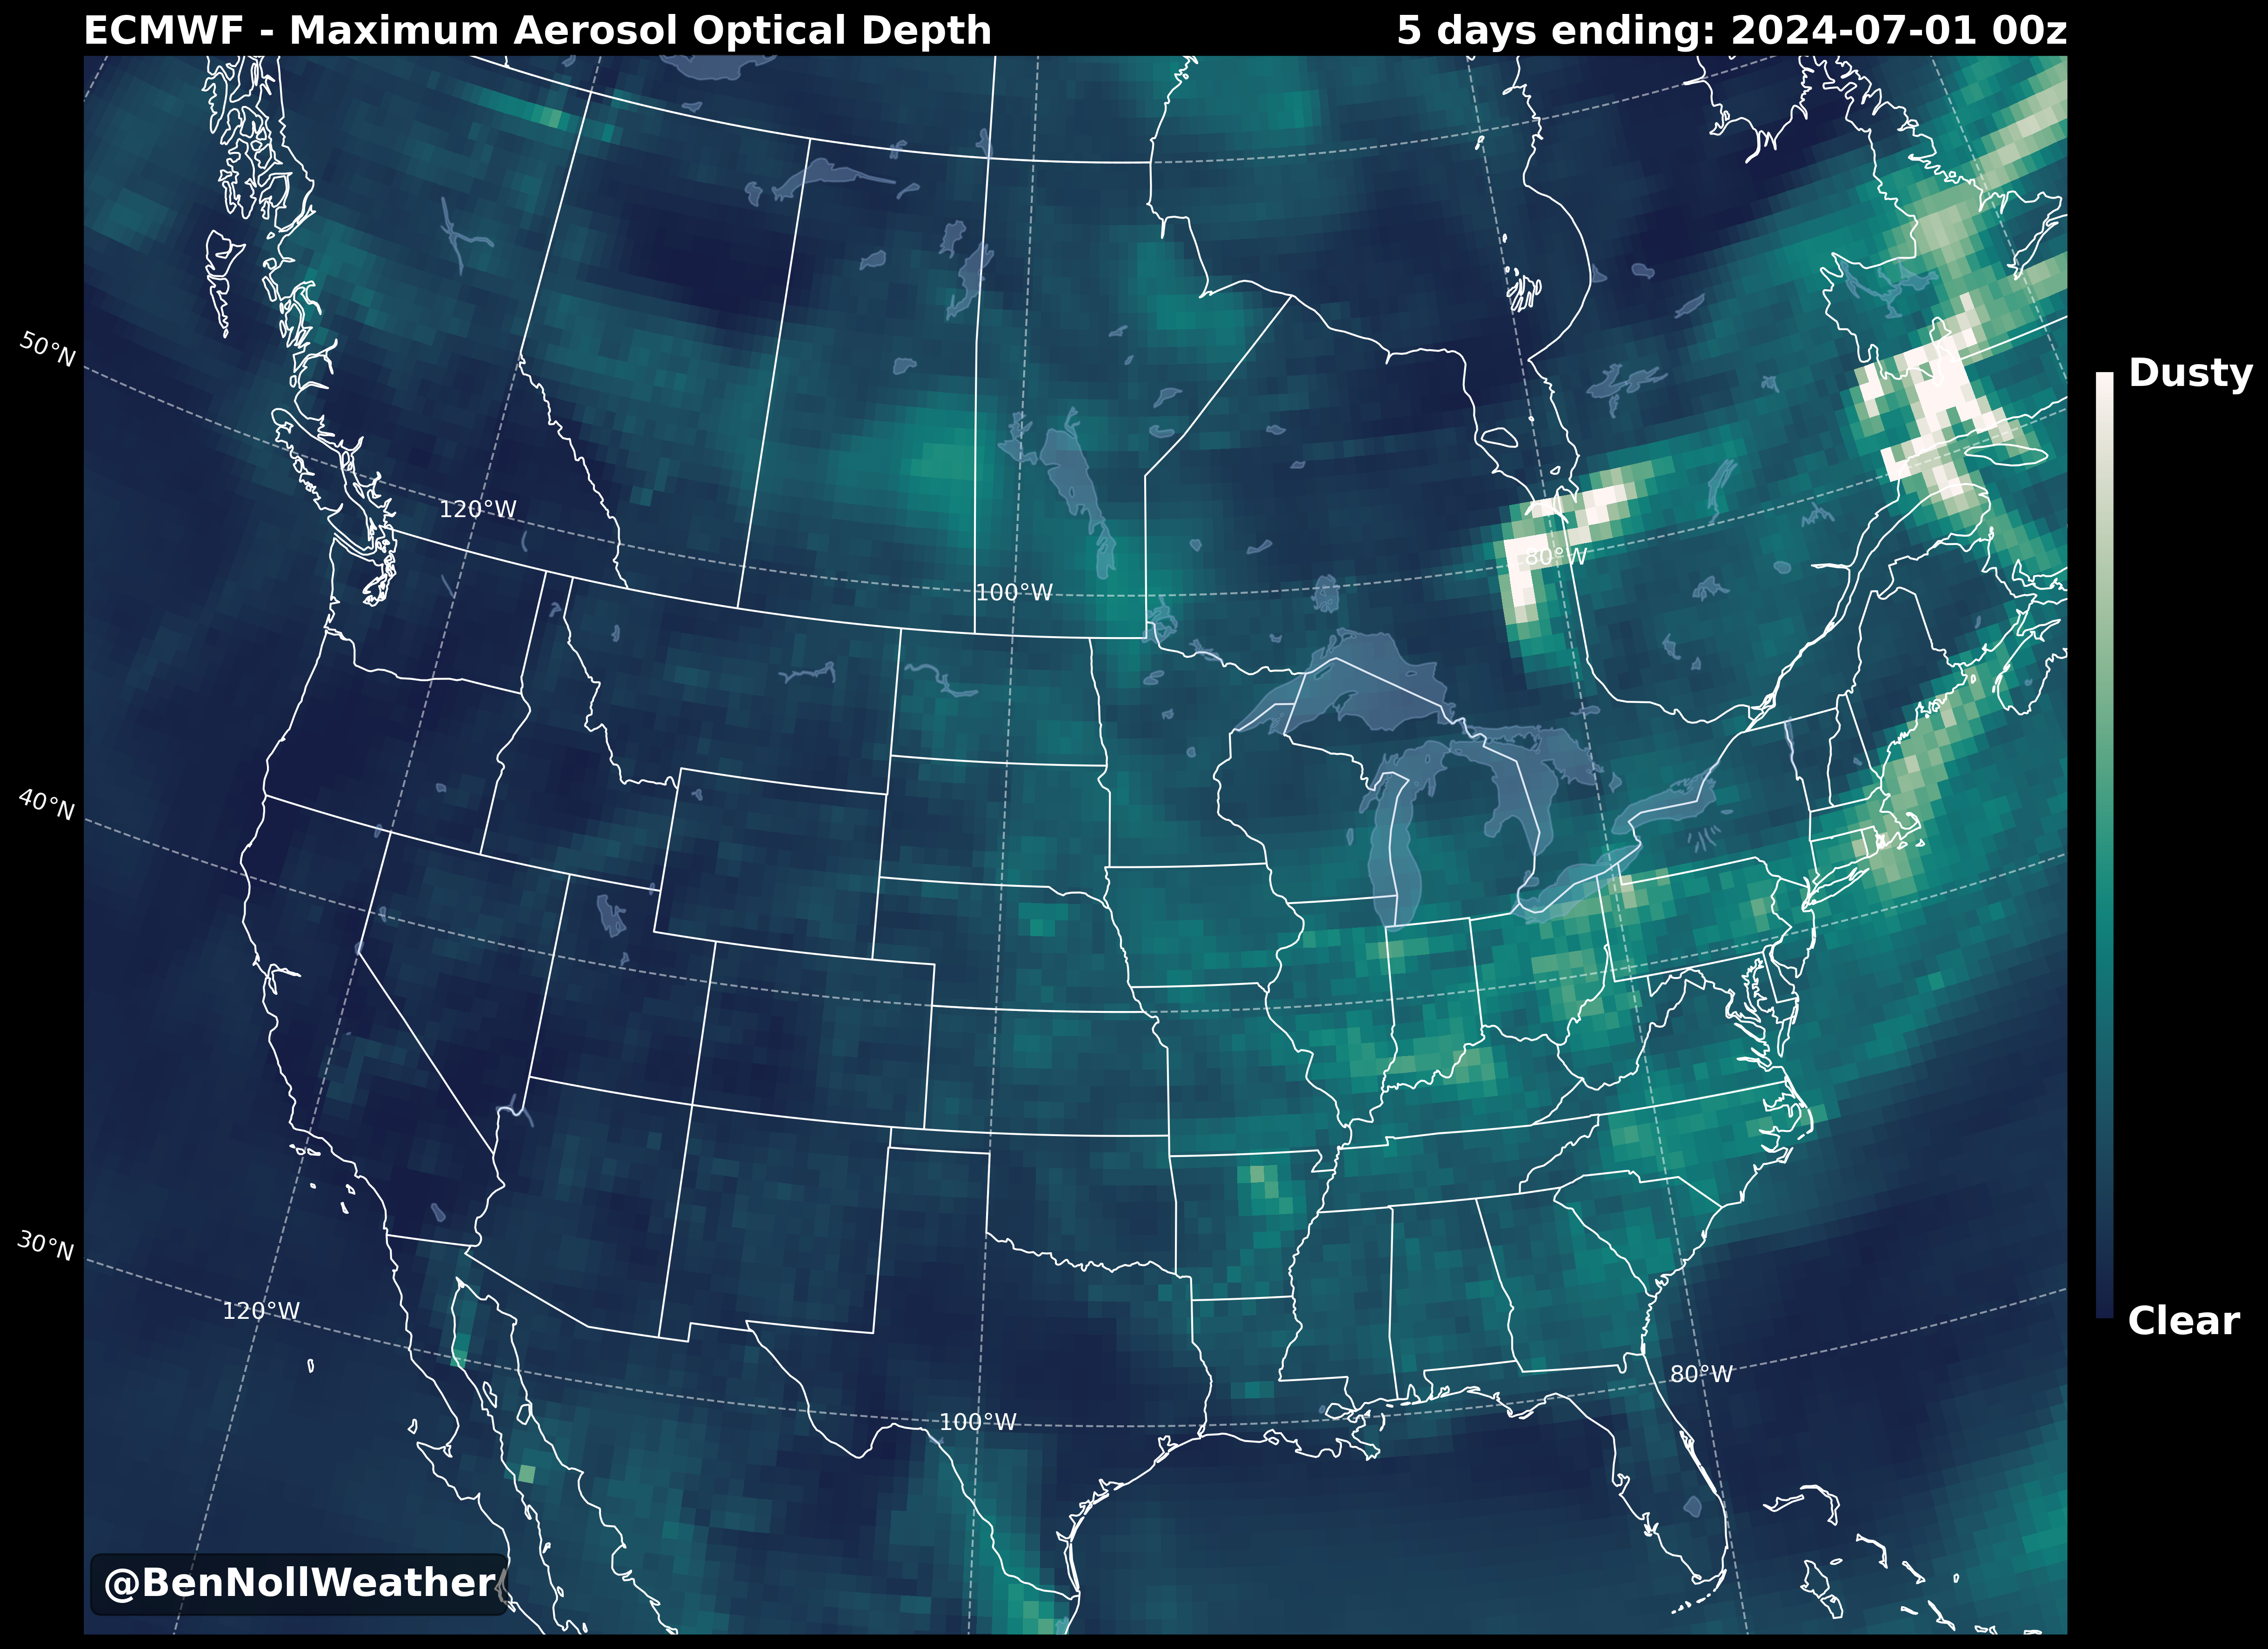 ECMWF - Maximum Aerosol Optical Depth
5 days ending: 2024-07-01 00z
50°N
40°N
30°N
120°W
100°W
80°W
120°W
100°W
80°W
Dusty
Clear
@BenNollWeather